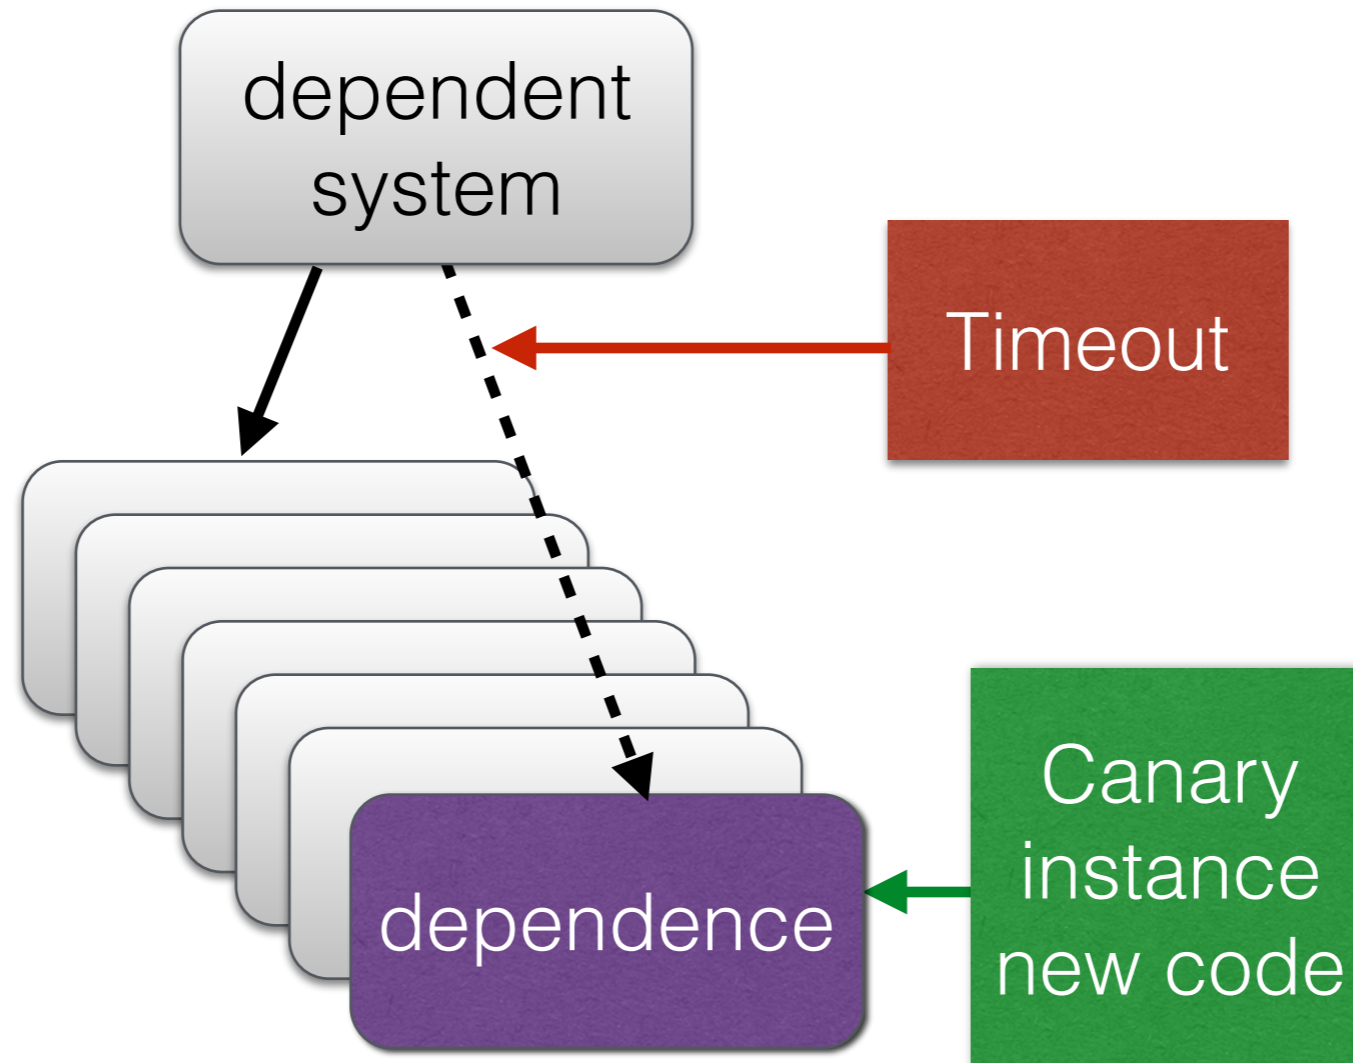 dependent
system
Timeout
Canary
instance
new code
dependence